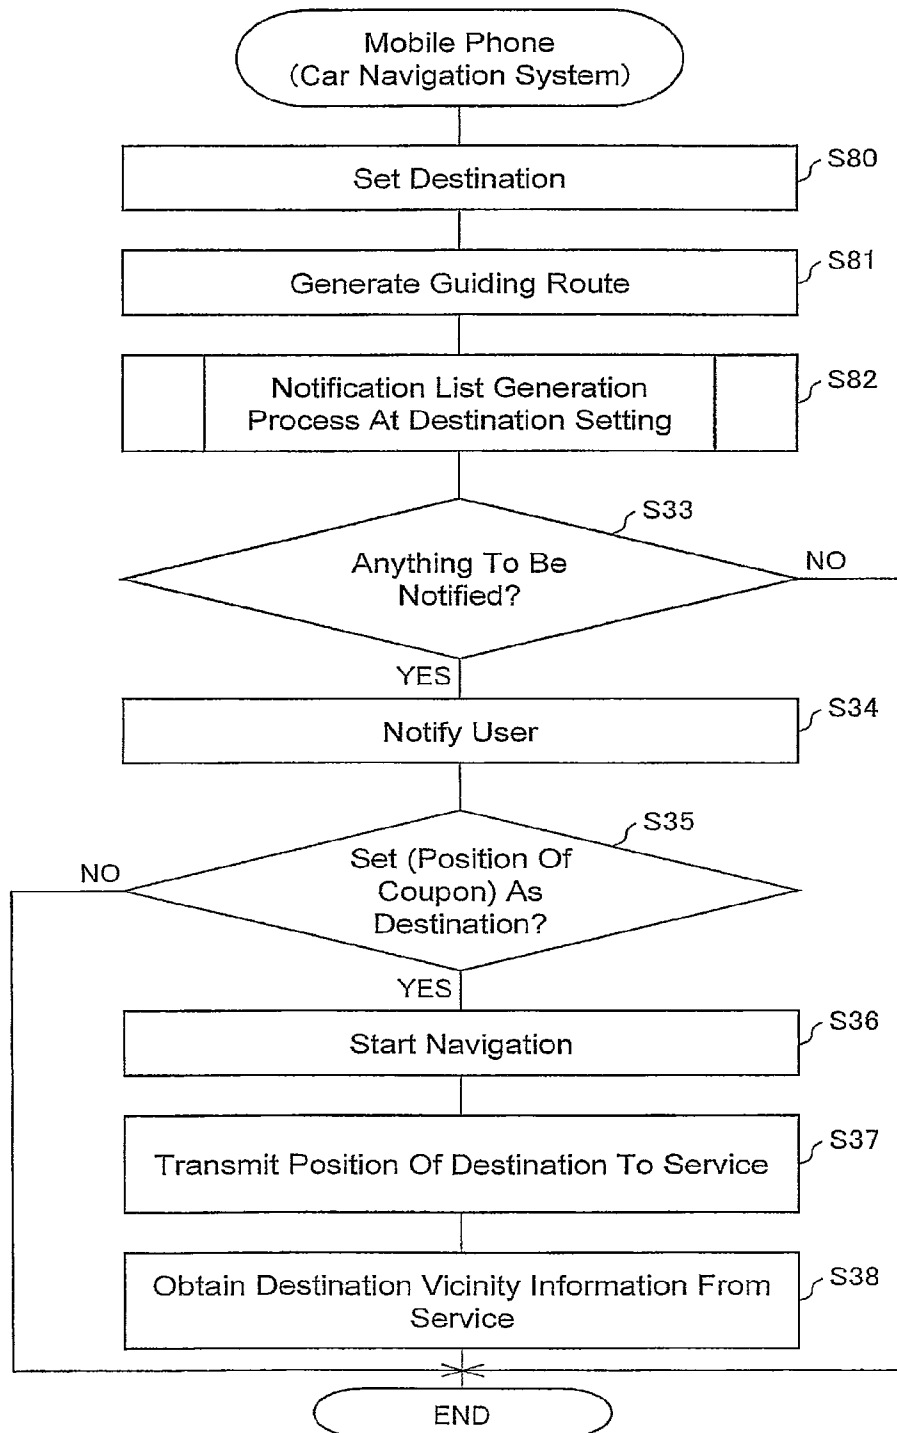 Mobile Phone
(Car Navigation System)
S80
Set Destination
S81
Generate Guiding Route
S82
Notification List Generation
Process At Destination Setting
S33
Anything To Be
Notified?
NO
YES
S34
Notify User
S35
Set (Position Of
Coupon) As
Destination?
NO
YES
S36
Start Navigation
S37
Transmit Position Of Destination To Service
S38
Obtain Destination Vicinity Information From
Service
END